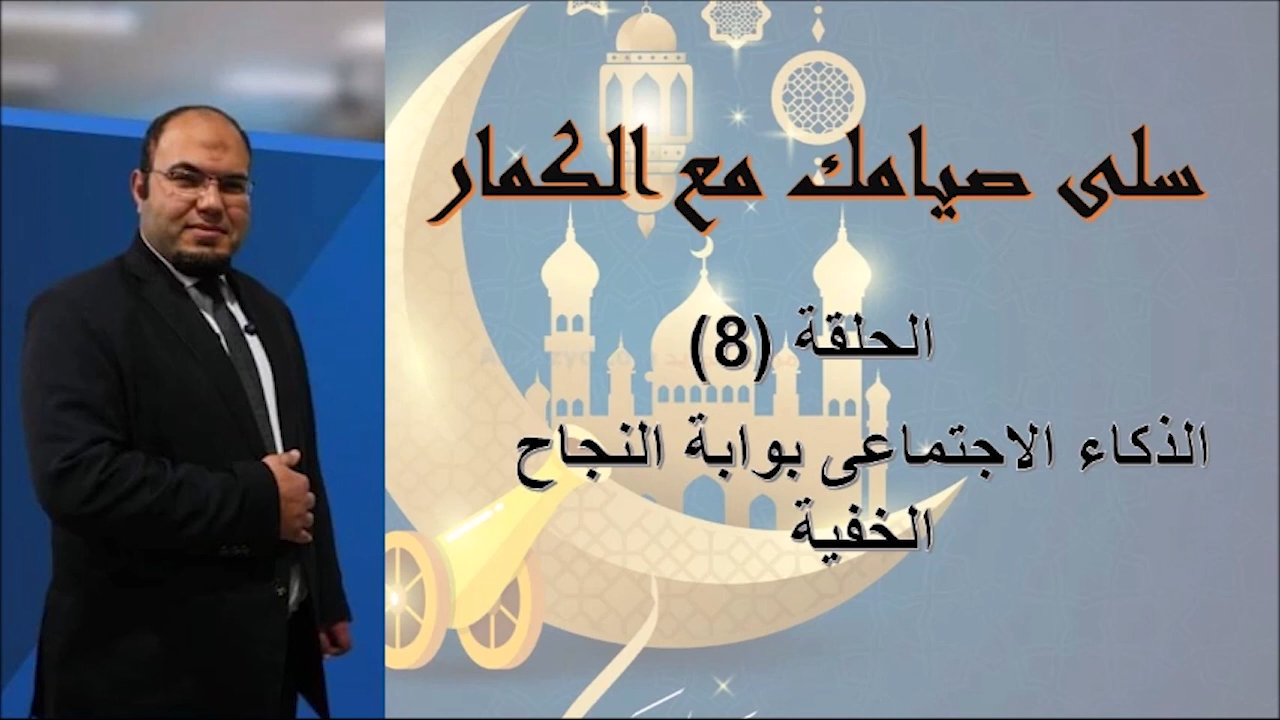 سلى صيامك مع الكمار
الحلقة (8)
الذكاء الاجتماعى بوابة النجاح
الخفية